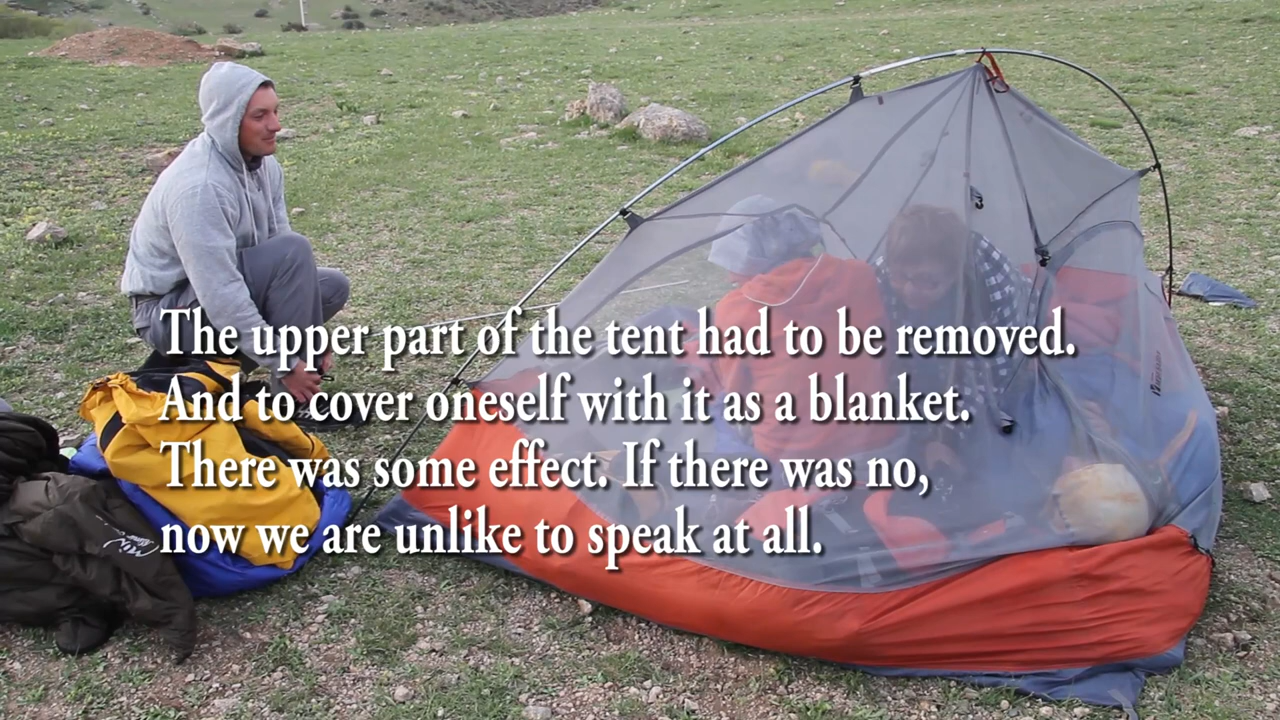 The upper part of the tent had to be removed.
And to cover oneself with it as a blanket.
There was some effect. If there was no,
now we are unlike to speak at all.